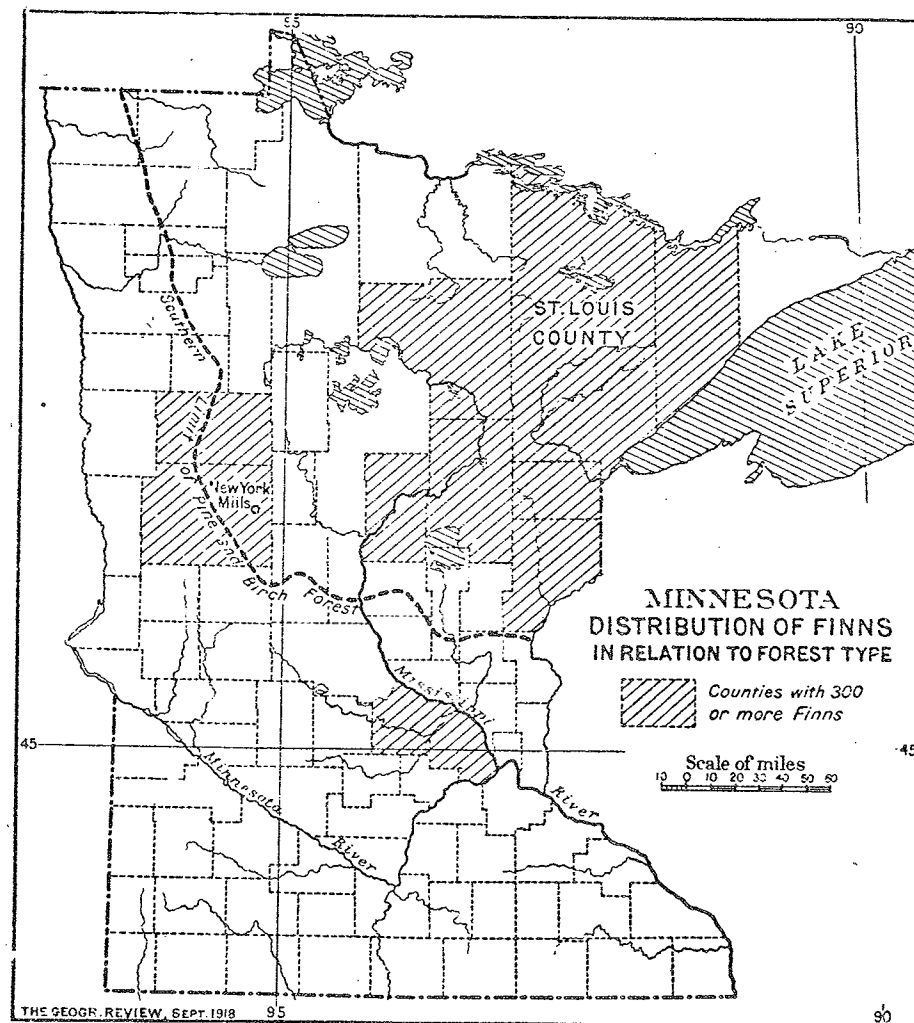 95
90
ST. LOUIS
COUNTY
LAKE
SUPERIOR
Southern Limit of Pine and Birch Forest
New York
Mills
MINNESOTA
DISTRIBUTION OF FINNS
IN RELATION TO FOREST TYPE
Counties with 300
or more Finns
Mississippi
River
45
45
Scale of miles
10 0 10 20 30 40 50 60
Minnesota
River
THE GEOGR. REVIEW, SEPT. 1918
95
90